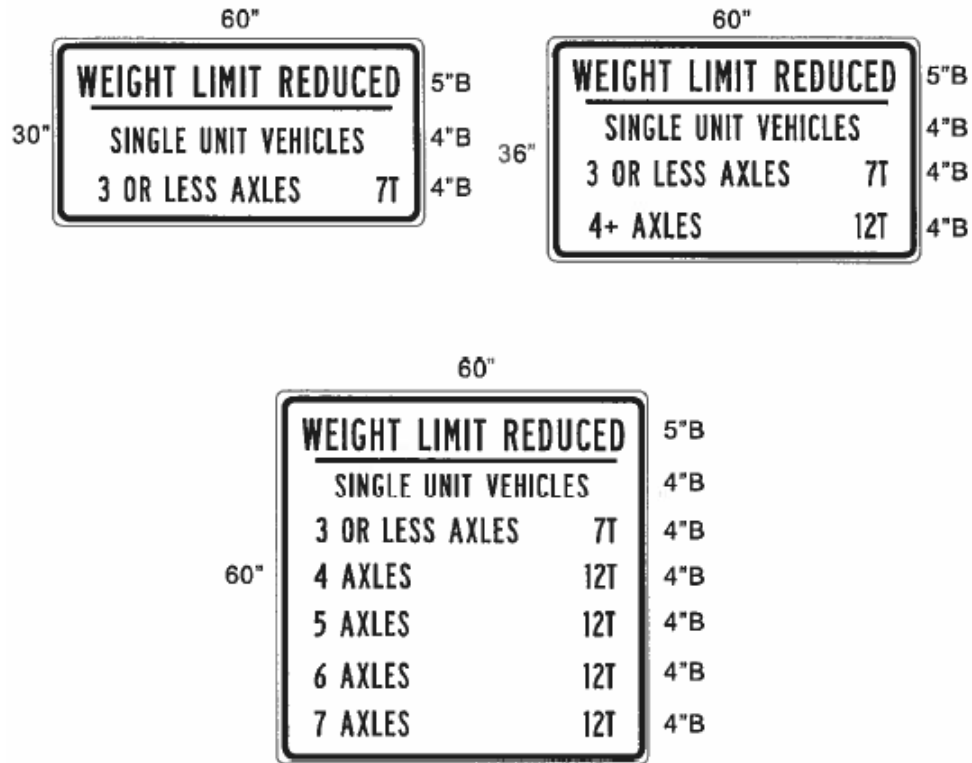 60"
WEIGHT LIMIT REDUCED 5"B
30" SINGLE UNIT VEHICLES 4"B
3 OR LESS AXLES 7T 4"B
60"
WEIGHT LIMIT REDUCED 5"B
SINGLE UNIT VEHICLES 4"B
36" 3 OR LESS AXLES 7T 4"B
4+ AXLES 12T 4"B
60"
WEIGHT LIMIT REDUCED 5"B
SINGLE UNIT VEHICLES 4"B
3 OR LESS AXLES 7T 4"B
60" 4 AXLES 12T 4"B
5 AXLES 12T 4"B
6 AXLES 12T 4"B
7 AXLES 12T 4"B